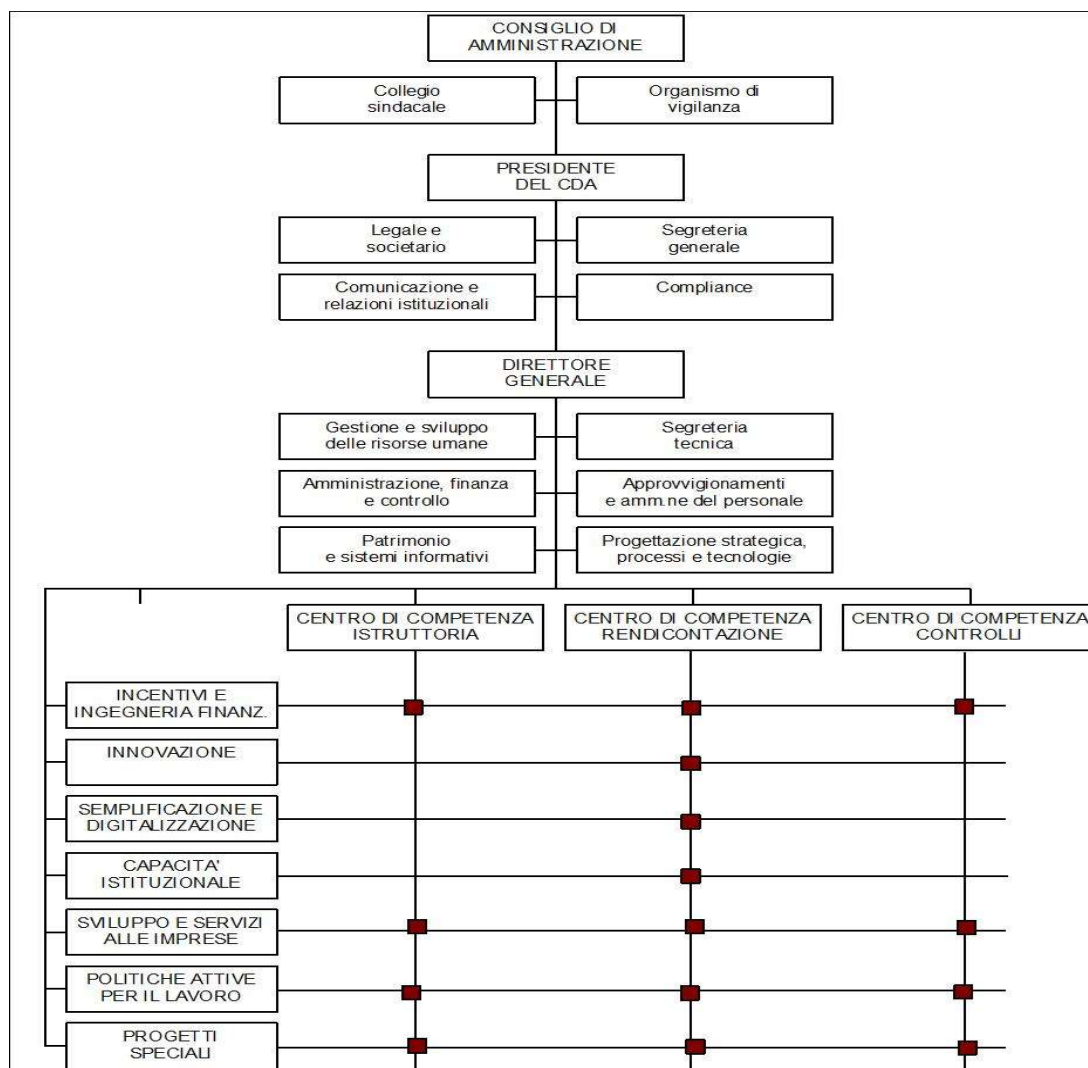 CONSIGLIO DI
AMMINISTRAZIONE
Collegio
sindacale
Organismo di
vigilanza
PRESIDENTE
DEL CDA
Legale e
societario
Segreteria
generale
Comunicazione e
relazioni istituzionali
Compliance
DIRETTORE
GENERALE
Gestione e sviluppo
delle risorse umane
Segreteria
tecnica
Amministrazione, finanza
e controllo
Approvvigionamenti
e amm.ne del personale
Patrimonio
e sistemi informativi
Progettazione strategica,
processi e tecnologie
CENTRO DI COMPETENZA
ISTRUTTORIA
CENTRO DI COMPETENZA
RENDICONTAZIONE
CENTRO DI COMPETENZA
CONTROLLI
INCENTIVI E
INGEGNERIA FINANZ.
INNOVAZIONE
SEMPLIFICAZIONE E
DIGITALIZZAZIONE
CAPACITA'
ISTITUZIONALE
SVILUPPO E SERVIZI
ALLE IMPRESE
POLITICHE ATTIVE
PER IL LAVORO
PROGETTI
SPECIALI